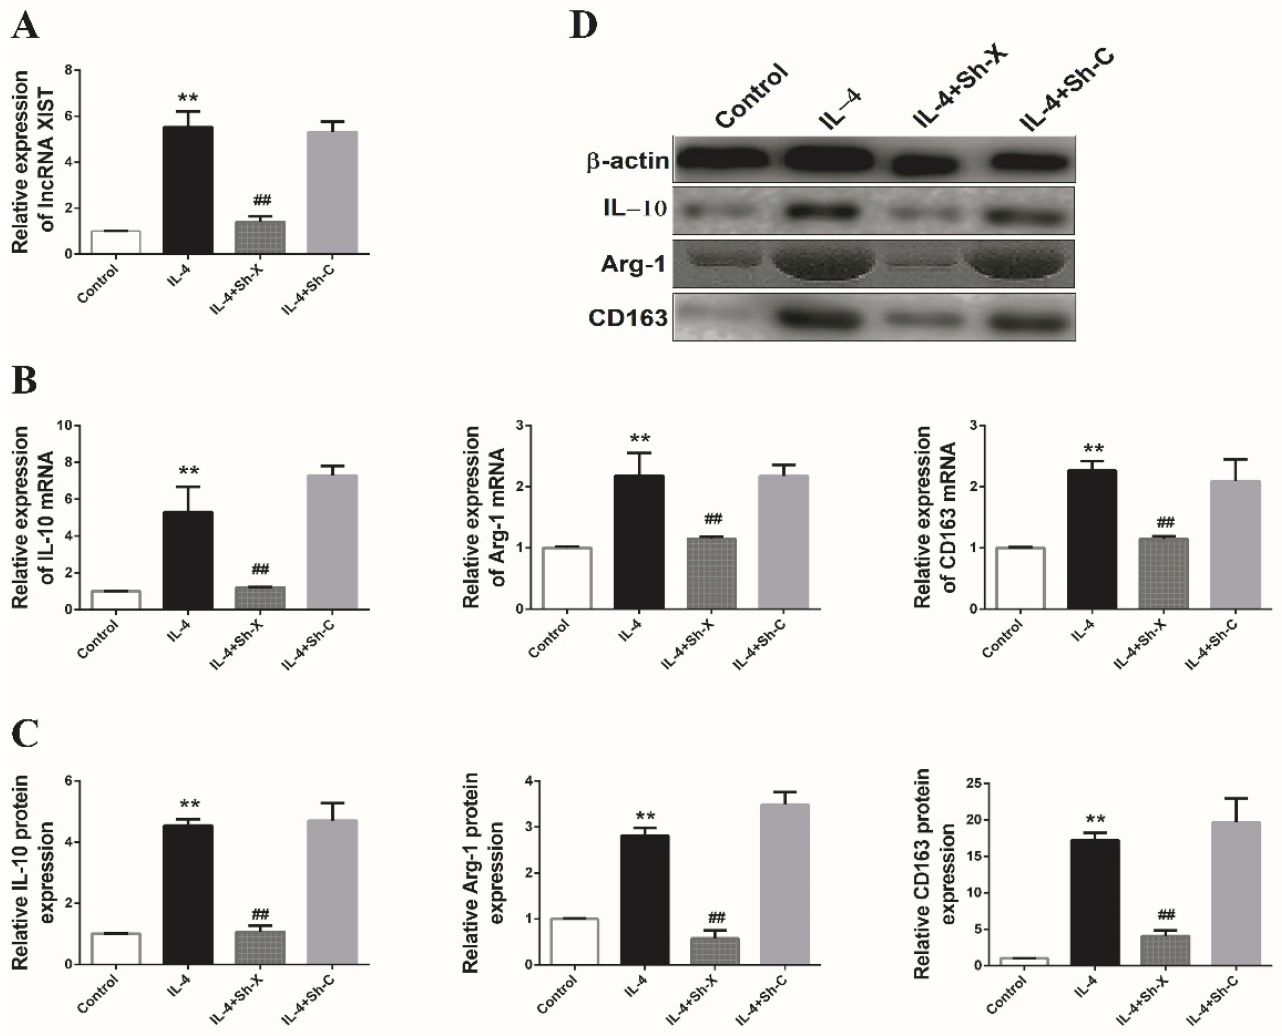 A
Relative expression
of lncRNA XIST
8
6
4
2
0
**
##
Control
IL-4
IL-4+Sh-X
IL-4+Sh-C
D
Control
IL-4
IL-4+Sh-X
IL-4+Sh-C
β-actin
IL-10
Arg-1
CD163
B
Relative expression
of IL-10 mRNA
10
8
6
4
2
0
**
##
Control
IL-4
IL-4+Sh-X
IL-4+Sh-C
Relative expression
of Arg-1 mRNA
3
2
1
0
**
##
Control
IL-4
IL-4+Sh-X
IL-4+Sh-C
Relative expression
of CD163 mRNA
3
2
1
0
**
##
Control
IL-4
IL-4+Sh-X
IL-4+Sh-C
C
Relative IL-10 protein
expression
6
4
2
0
**
##
Control
IL-4
IL-4+Sh-X
IL-4+Sh-C
Relative Arg-1 protein
expression
4
3
2
1
0
**
##
Control
IL-4
IL-4+Sh-X
IL-4+Sh-C
Relative CD163 protein
expression
25
20
15
10
5
0
**
##
Control
IL-4
IL-4+Sh-X
IL-4+Sh-C